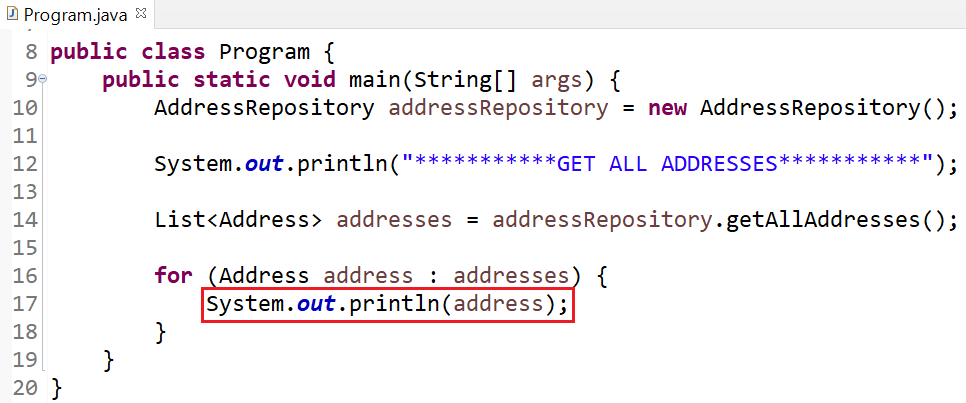 Program.java
8 public class Program {
9 public static void main(String[] args) {
10 AddressRepository addressRepository = new AddressRepository();
11
12 System.out.println("***********GET ALL ADDRESSES***********");
13
14 List<Address> addresses = addressRepository.getAllAddresses();
15
16 for (Address address : addresses) {
17 System.out.println(address);
18 }
19 }
20 }